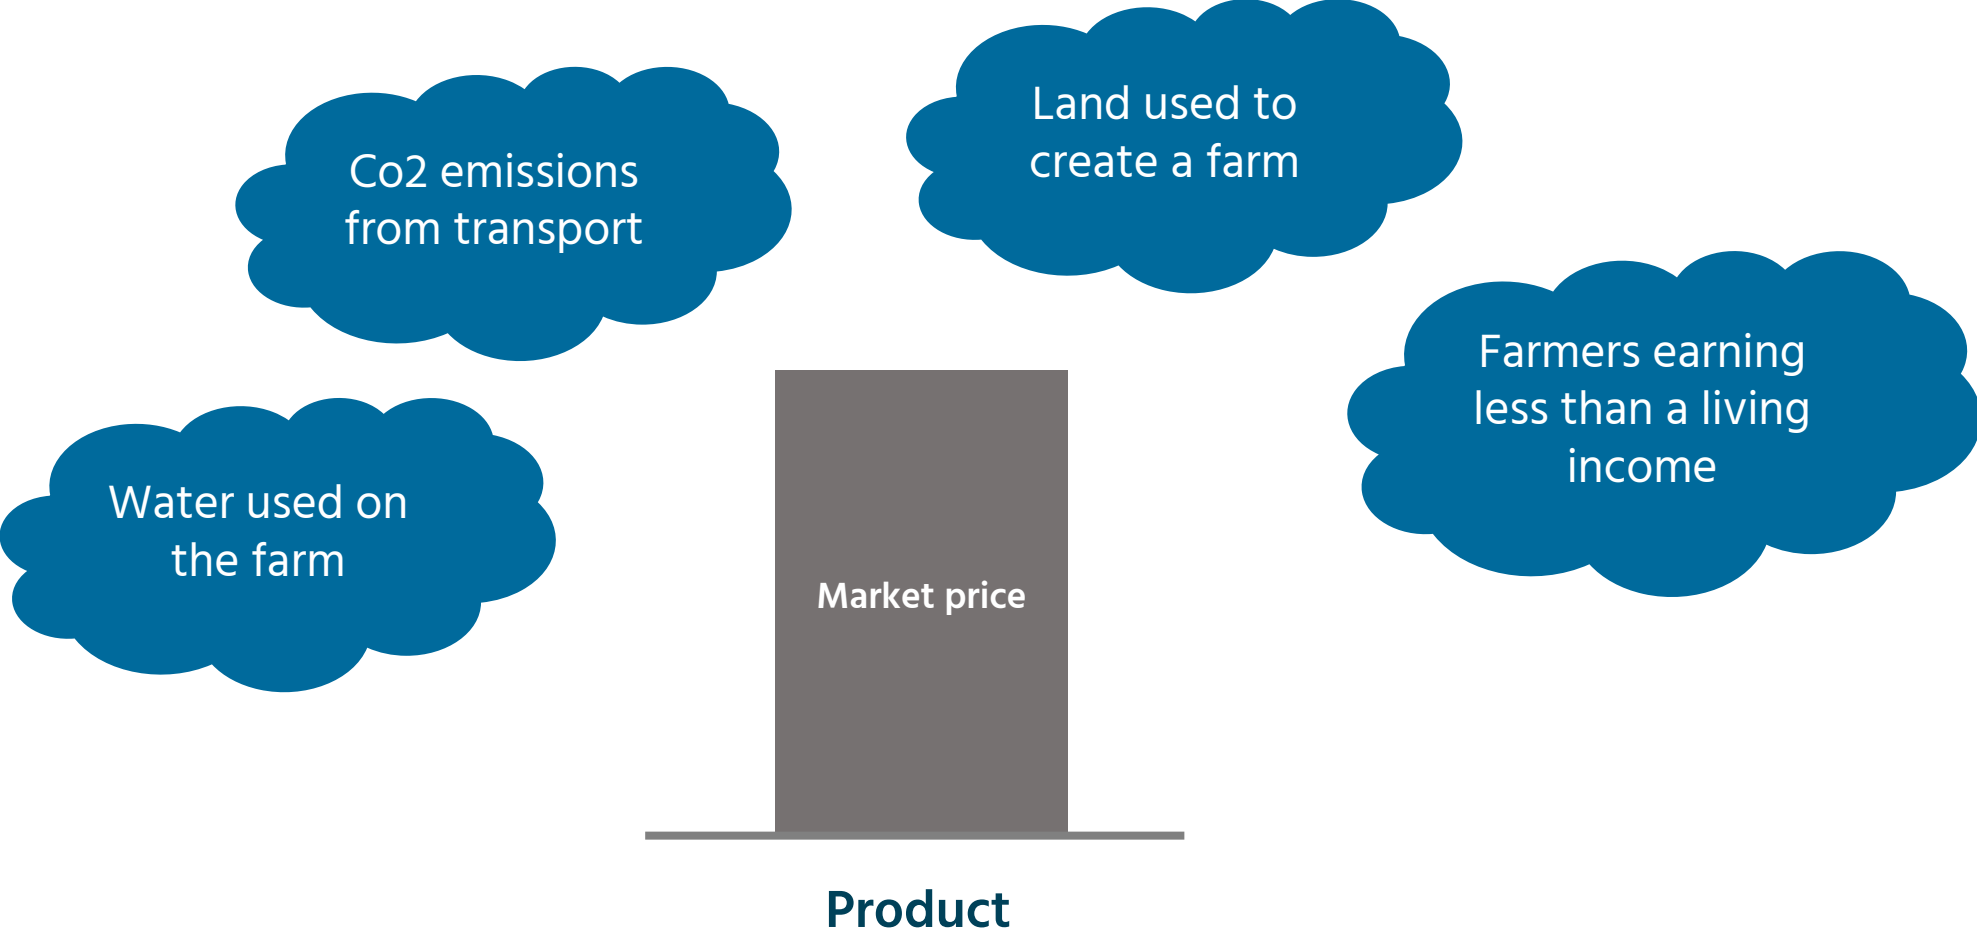 Land used to
create a farm
Co2 emissions
from transport
Farmers earning
less than a living
income
Water used on
the farm
Market price
Product